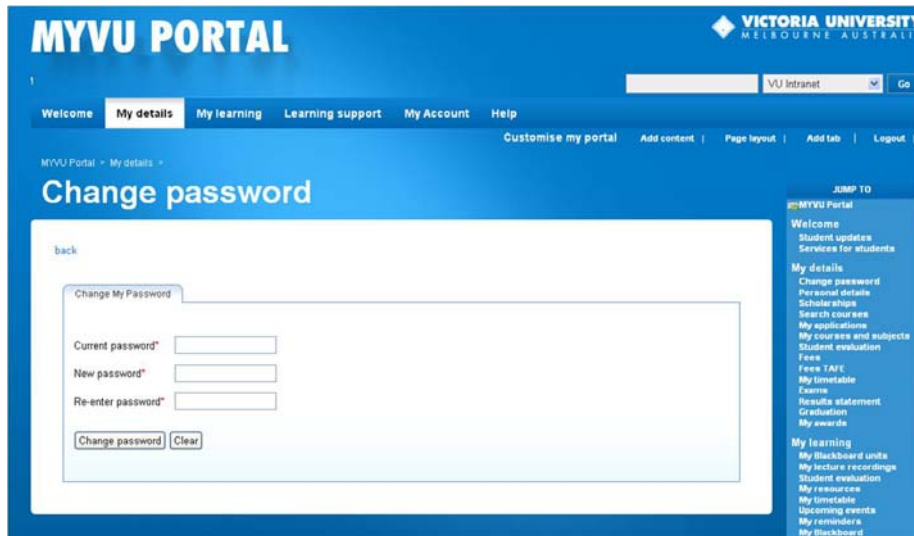 MYVU PORTAL
VICTORIA UNIVERSITY
MELBOURNE AUSTRALI
VU Intranet Go
Welcome My details My learning Learning support My Account Help
Customise my portal Add content | Page layout | Add tab | Logout |
MYVU Portal > My details >
Change password
back
Change My Password
Current password*
New password*
Re-enter password*
Change password Clear
JUMP TO
MYVU Portal
Welcome
Student updates
Services for students
My details
Change password
Personal details
Scholarships
Search courses
My applications
My courses and subjects
Student evaluation
Fees
Fees TAFE
My timetable
Exams
Results statement
Graduation
My awards
My learning
My Blackboard units
My lecture recordings
Student evaluation
My resources
My timetable
Upcoming events
My reminders
My Blackboard